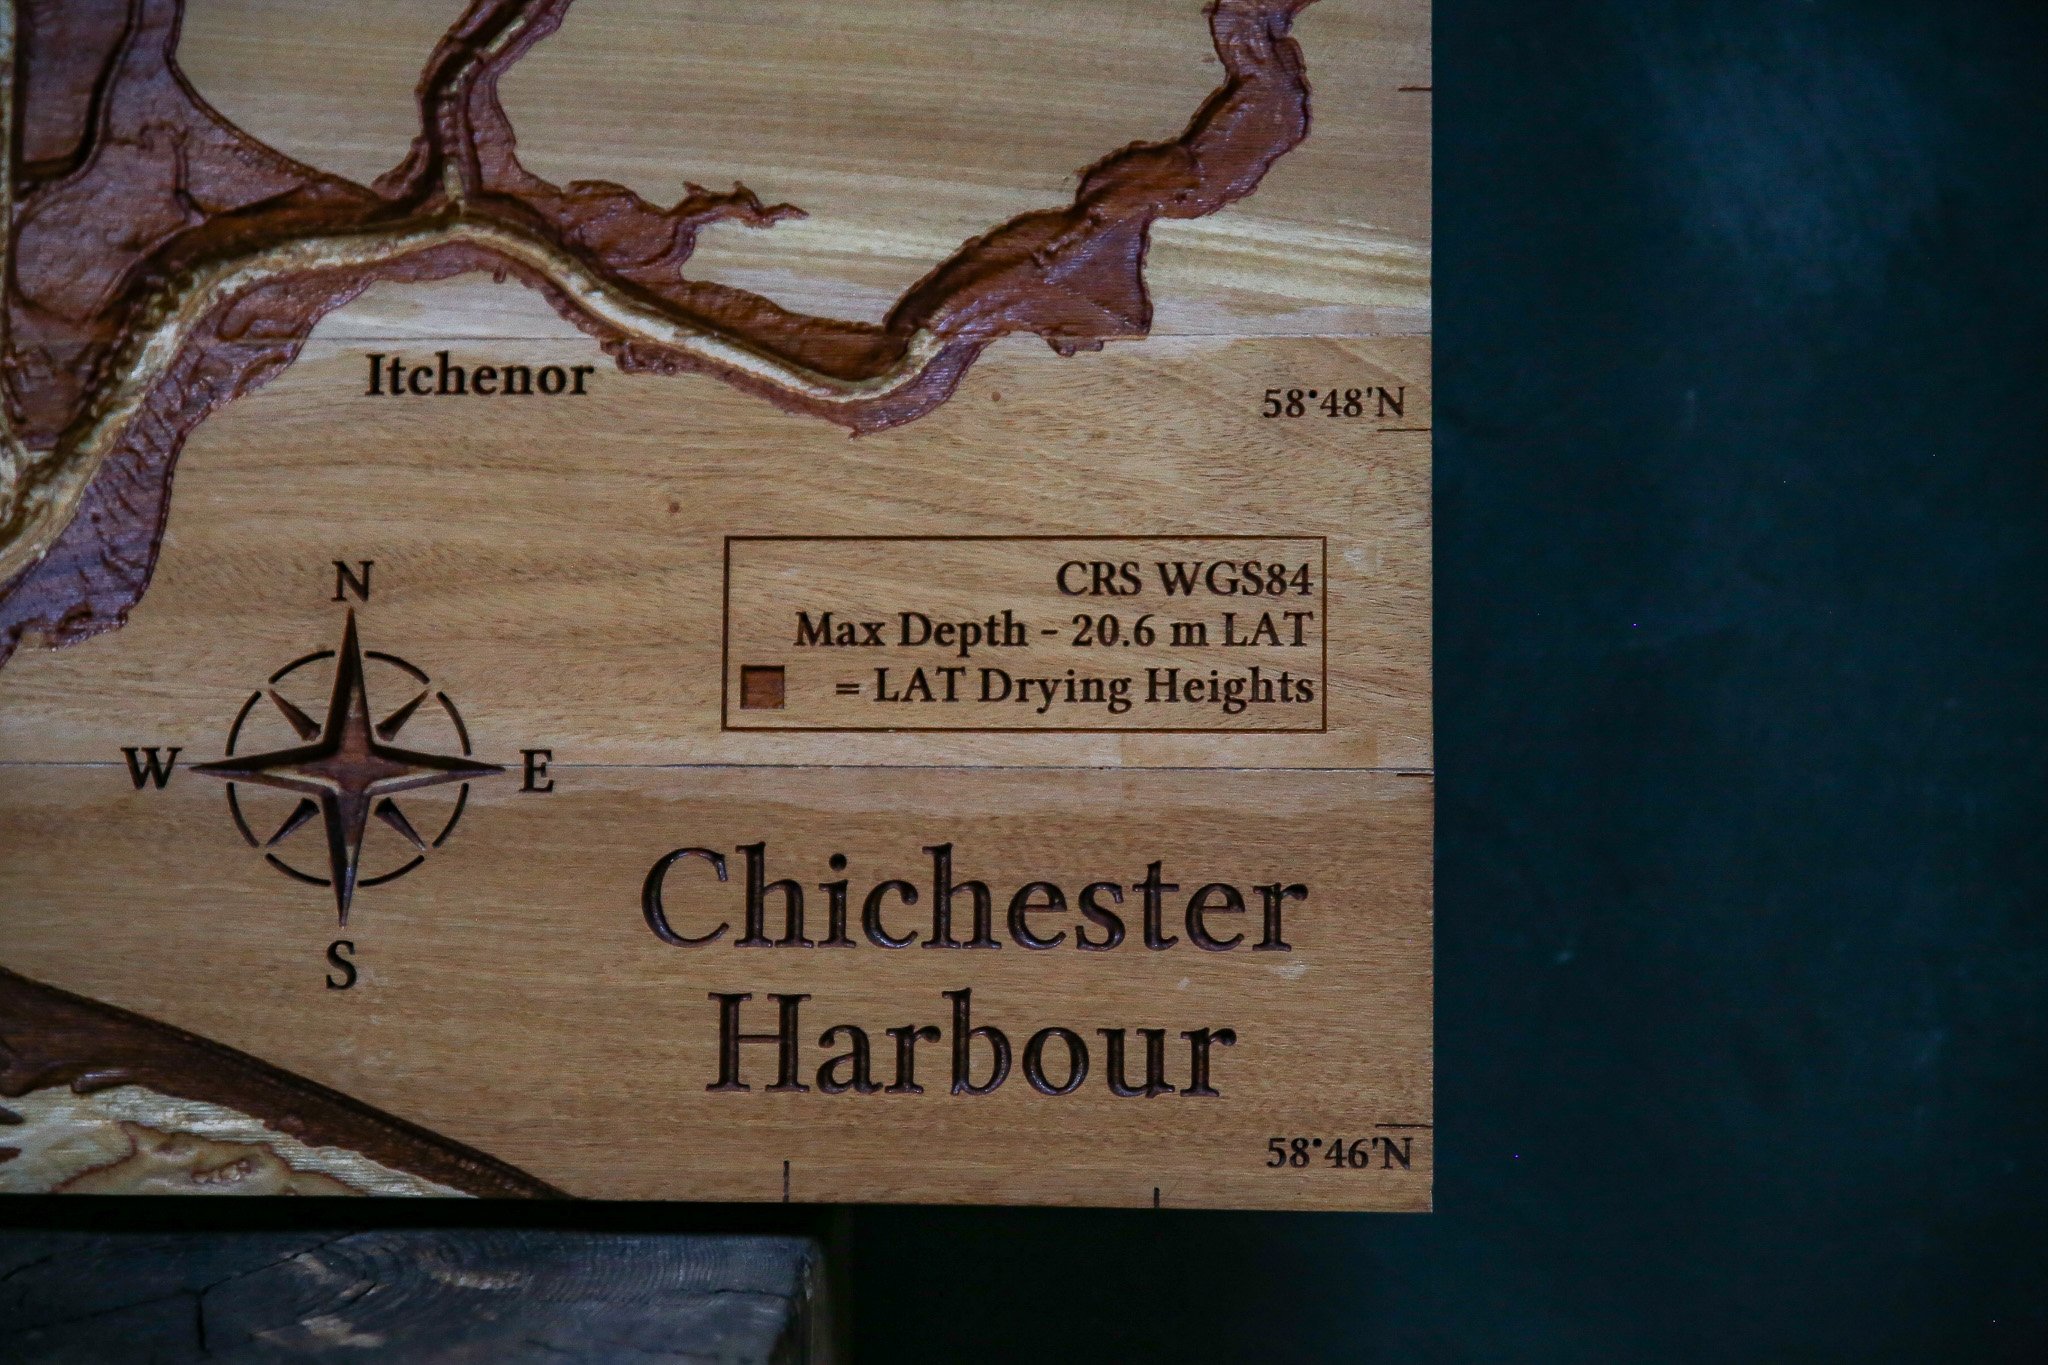 Itchenor
58°48'N
CRS WGS84
Max Depth - 20.6 m LAT
= LAT Drying Heights
N
W
E
S
Chichester
Harbour
58°46'N